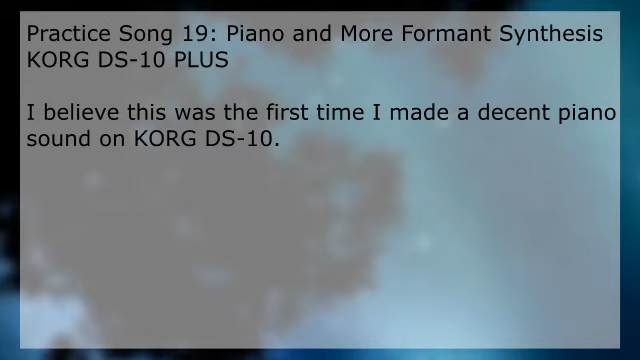 Practice Song 19: Piano and More Formant Synthesis
KORG DS-10 PLUS
I believe this was the first time I made a decent piano
sound on KORG DS-10.